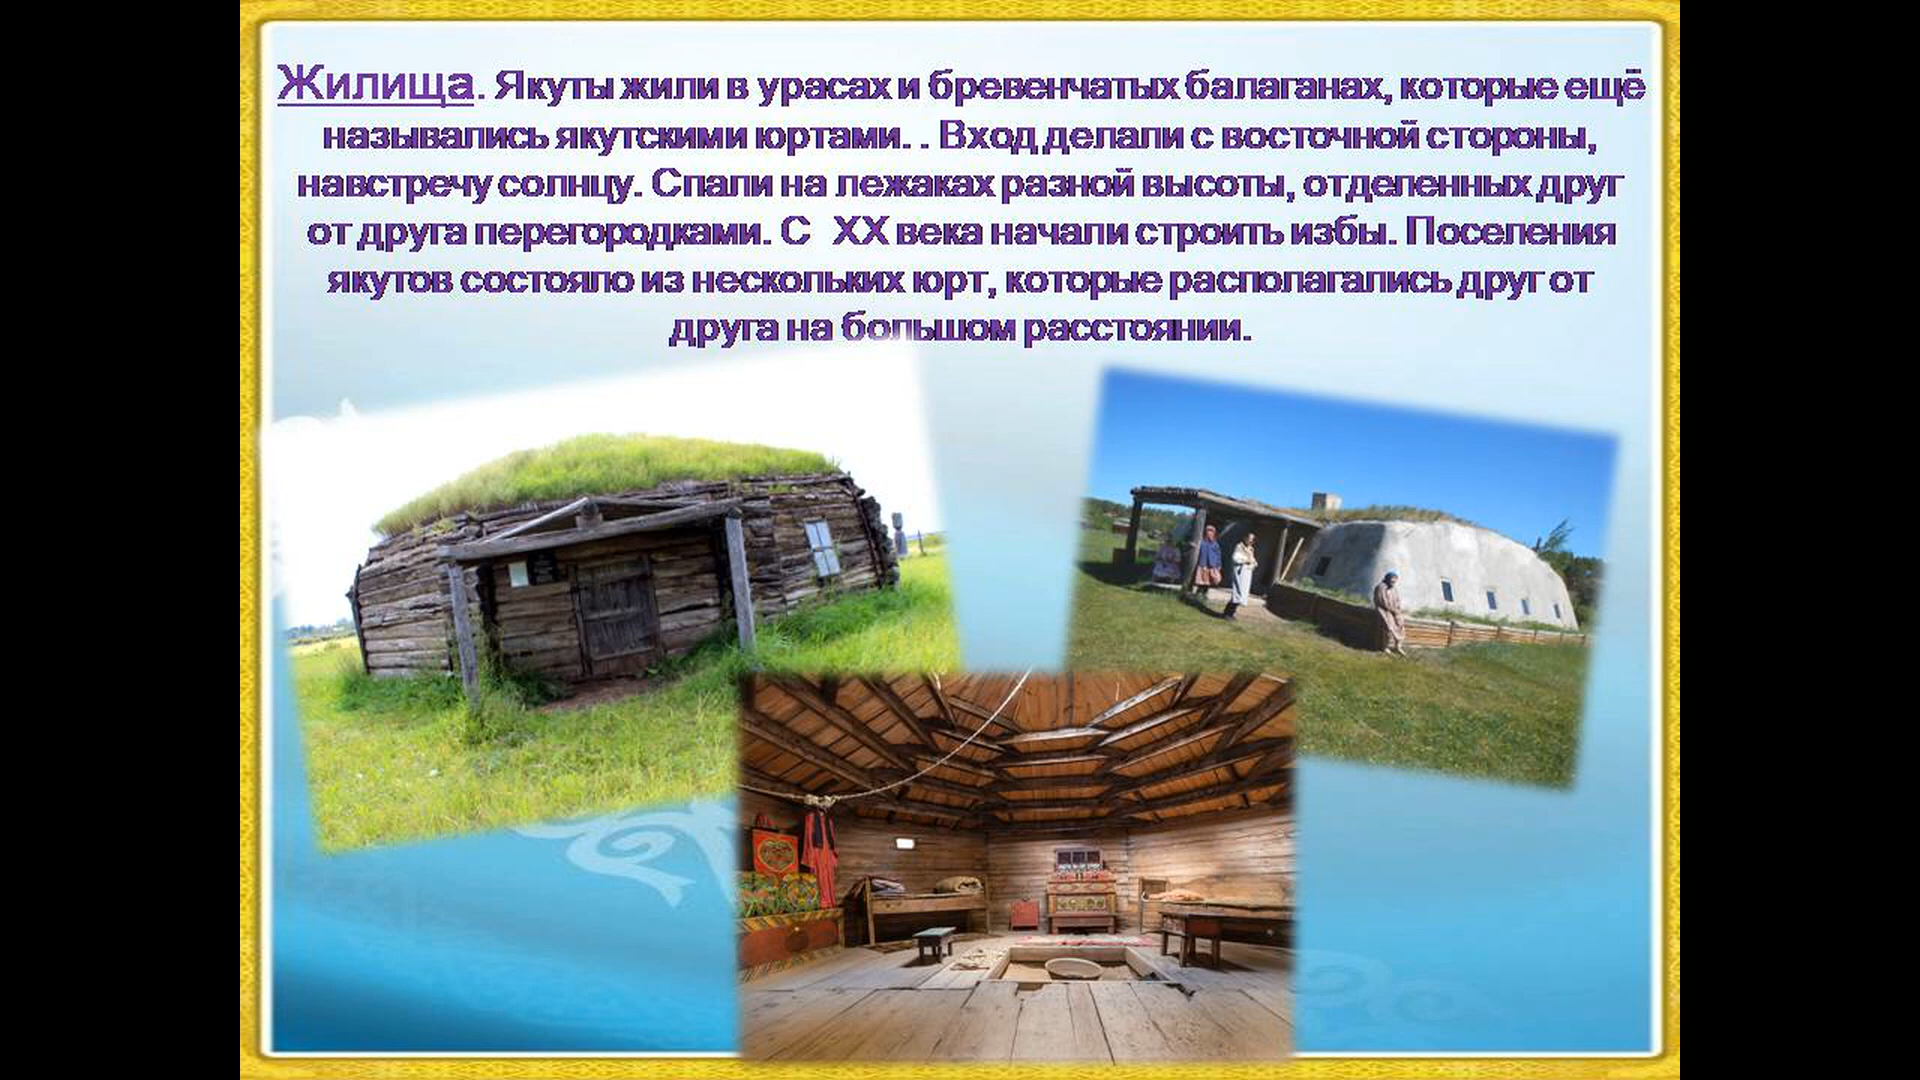 Жилища. Якуты жили в урасах и бревенчатых балаганах, которые ещё
назывались якутскими юртами. . Вход делали с восточной стороны,
навстречу солнцу. Спали на лежаках разной высоты, отделенных друг
от друга перегородками. С  XX века начали строить избы. Поселения
якутов состояло из нескольких юрт, которые располагались друг от
друга на большом расстоянии.